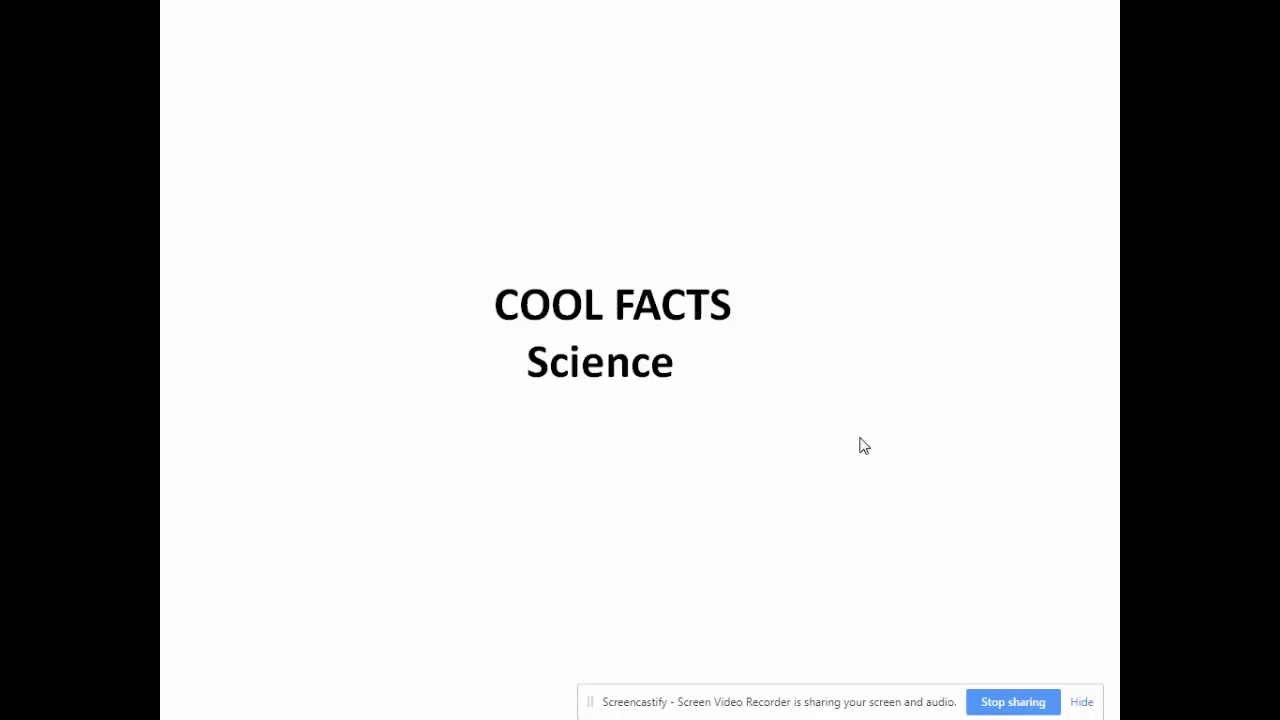 COOL FACTS
Science
Screencastify - Screen Video Recorder is sharing your screen and audio. Stop sharing Hide